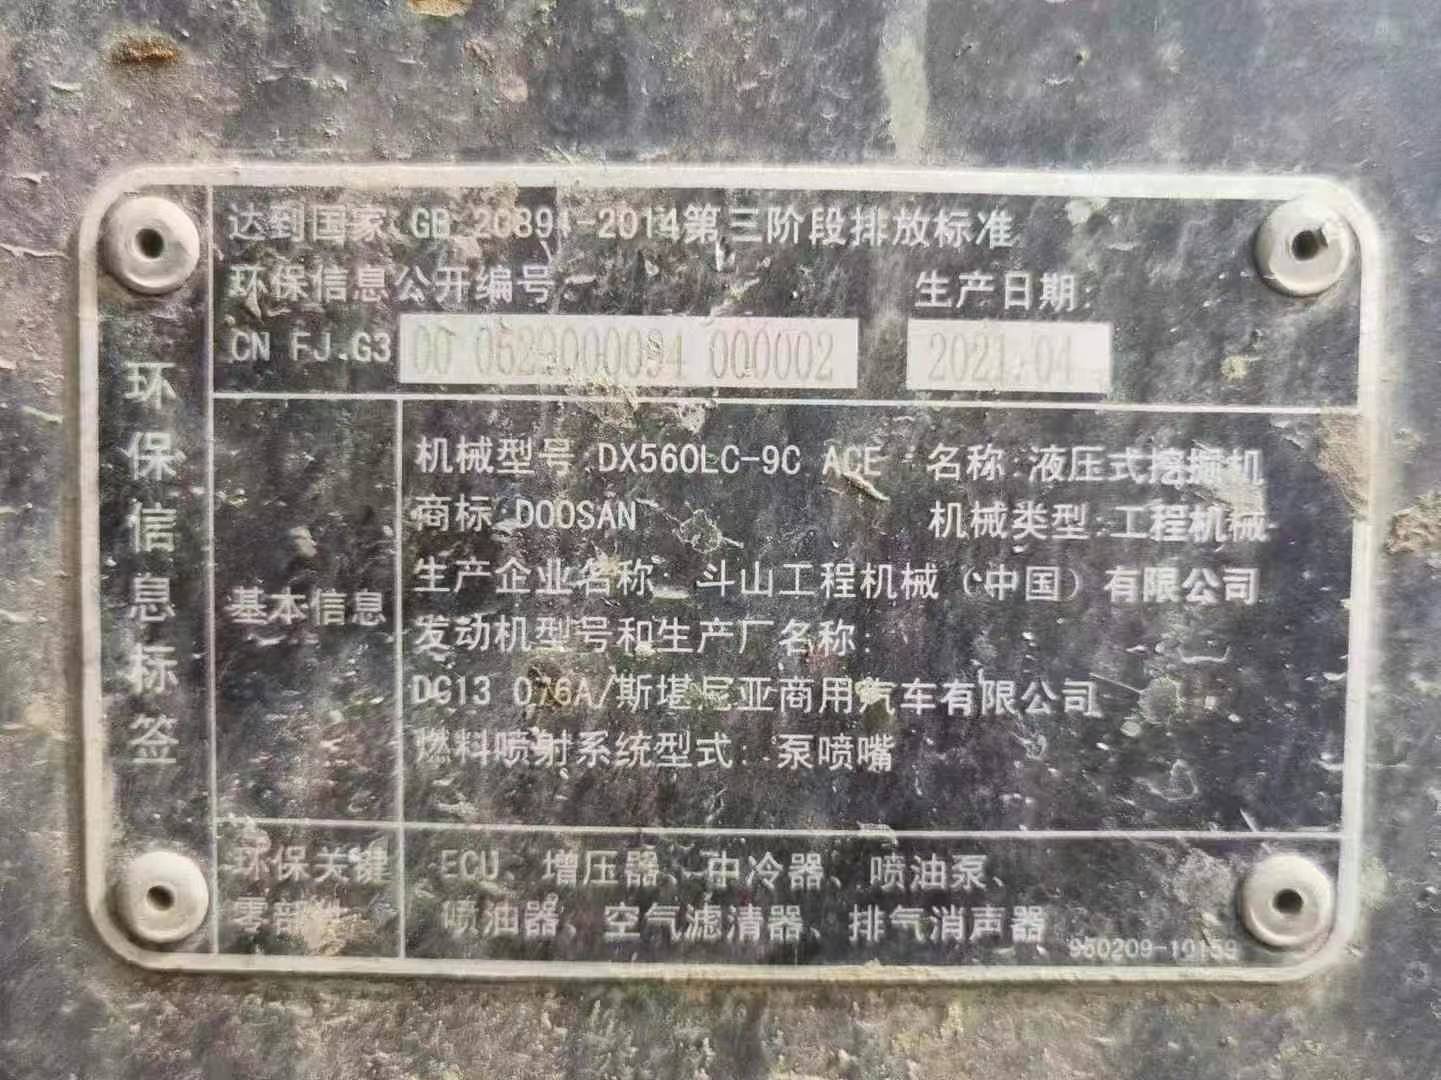 环保信息标签
达到国家 GB 20891-2014第三阶段排放标准
环保信息公开编号: 生产日期:
CN FJ.G3 00 0629000094 000002 2021.04
基本信息
机械型号:DX560LC-9C ACE 名称:液压式挖掘机
商标:DOOSAN 机械类型:工程机械
生产企业名称: 斗山工程机械(中国)有限公司
发动机型号和生产厂名称:
DC13 076A/斯堪尼亚商用汽车有限公司
燃料喷射系统型式: 泵喷嘴
环保关键 ECU、增压器、中冷器、喷油泵、
零部件 喷油器、空气滤清器、排气消声器 950209-10159